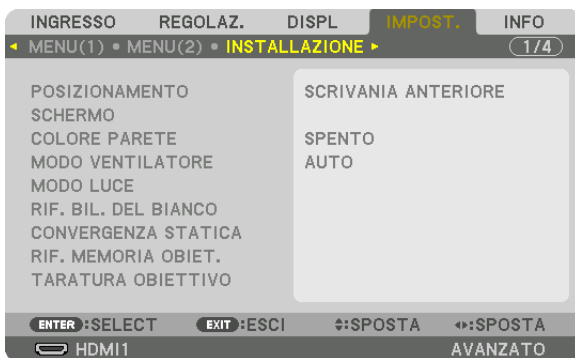 INGRESSO REGOLAZ. DISPL IMPOST. INFO
MENU(1) • MENU(2) • INSTALLAZIONE 1/4
POSIZIONAMENTO SCRIVANIA ANTERIORE
SCHERMO
COLORE PARETE SPENTO
MODO VENTILATORE AUTO
MODO LUCE
RIF. BIL. DEL BIANCO
CONVERGENZA STATICA
RIF. MEMORIA OBIET.
TARATURA OBIETTIVO
ENTER :SELECT EXIT :ESCI :SPOSTA :SPOSTA
HDMI1 AVANZATO